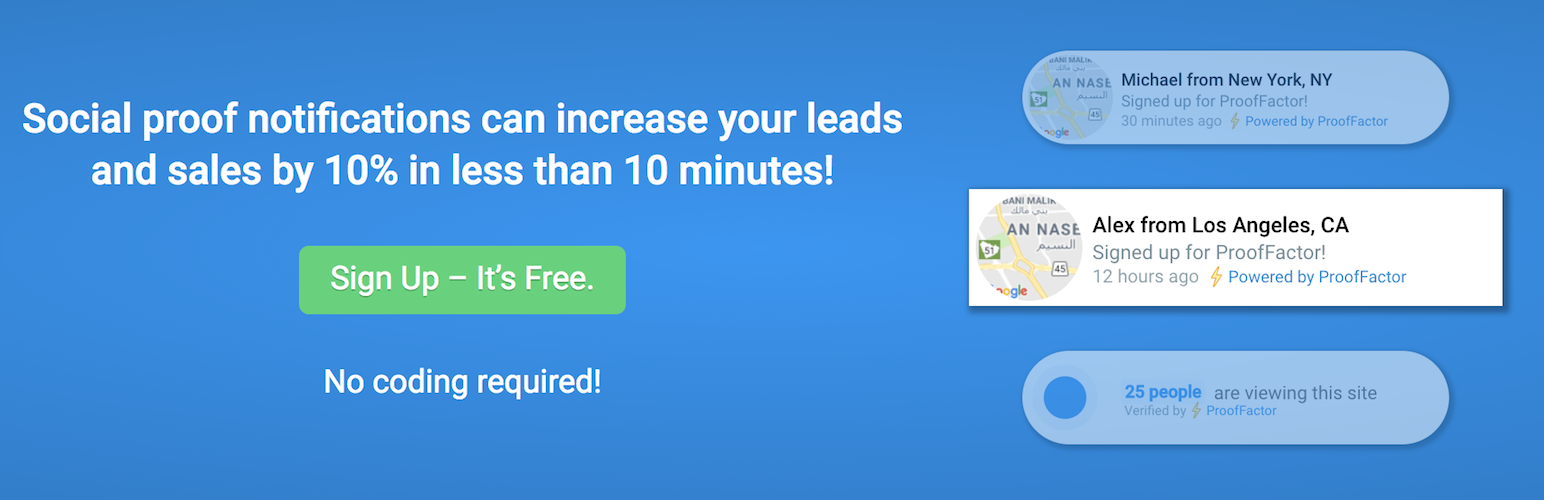 Social proof notifications can increase your leads
and sales by 10% in less than 10 minutes!
Sign Up – It’s Free.
No coding required!
BANI MALIK
بني مالك
AN NASE
النسيم
51
45
oogle
Michael from New York, NY
Signed up for ProofFactor!
30 minutes ago Powered by ProofFactor
BANI MALIK
بني مالك
AN NASE
النسيم
51
45
oogle
Alex from Los Angeles, CA
Signed up for ProofFactor!
12 hours ago Powered by ProofFactor
25 people are viewing this site
Verified by ProofFactor